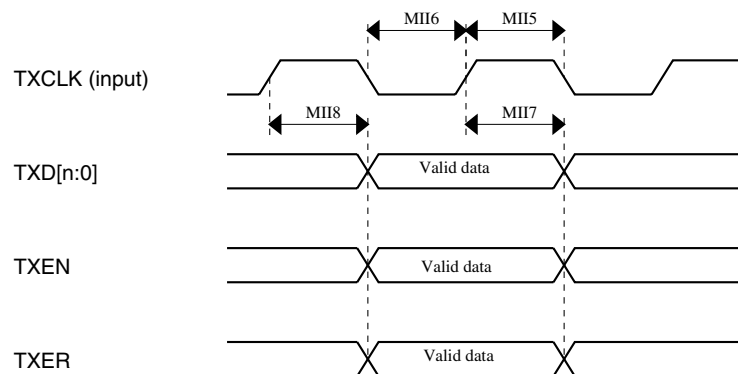 MII6 MII5
TXCLK (input)
MII8 MII7
TXD[n:0] Valid data
TXEN Valid data
TXER Valid data